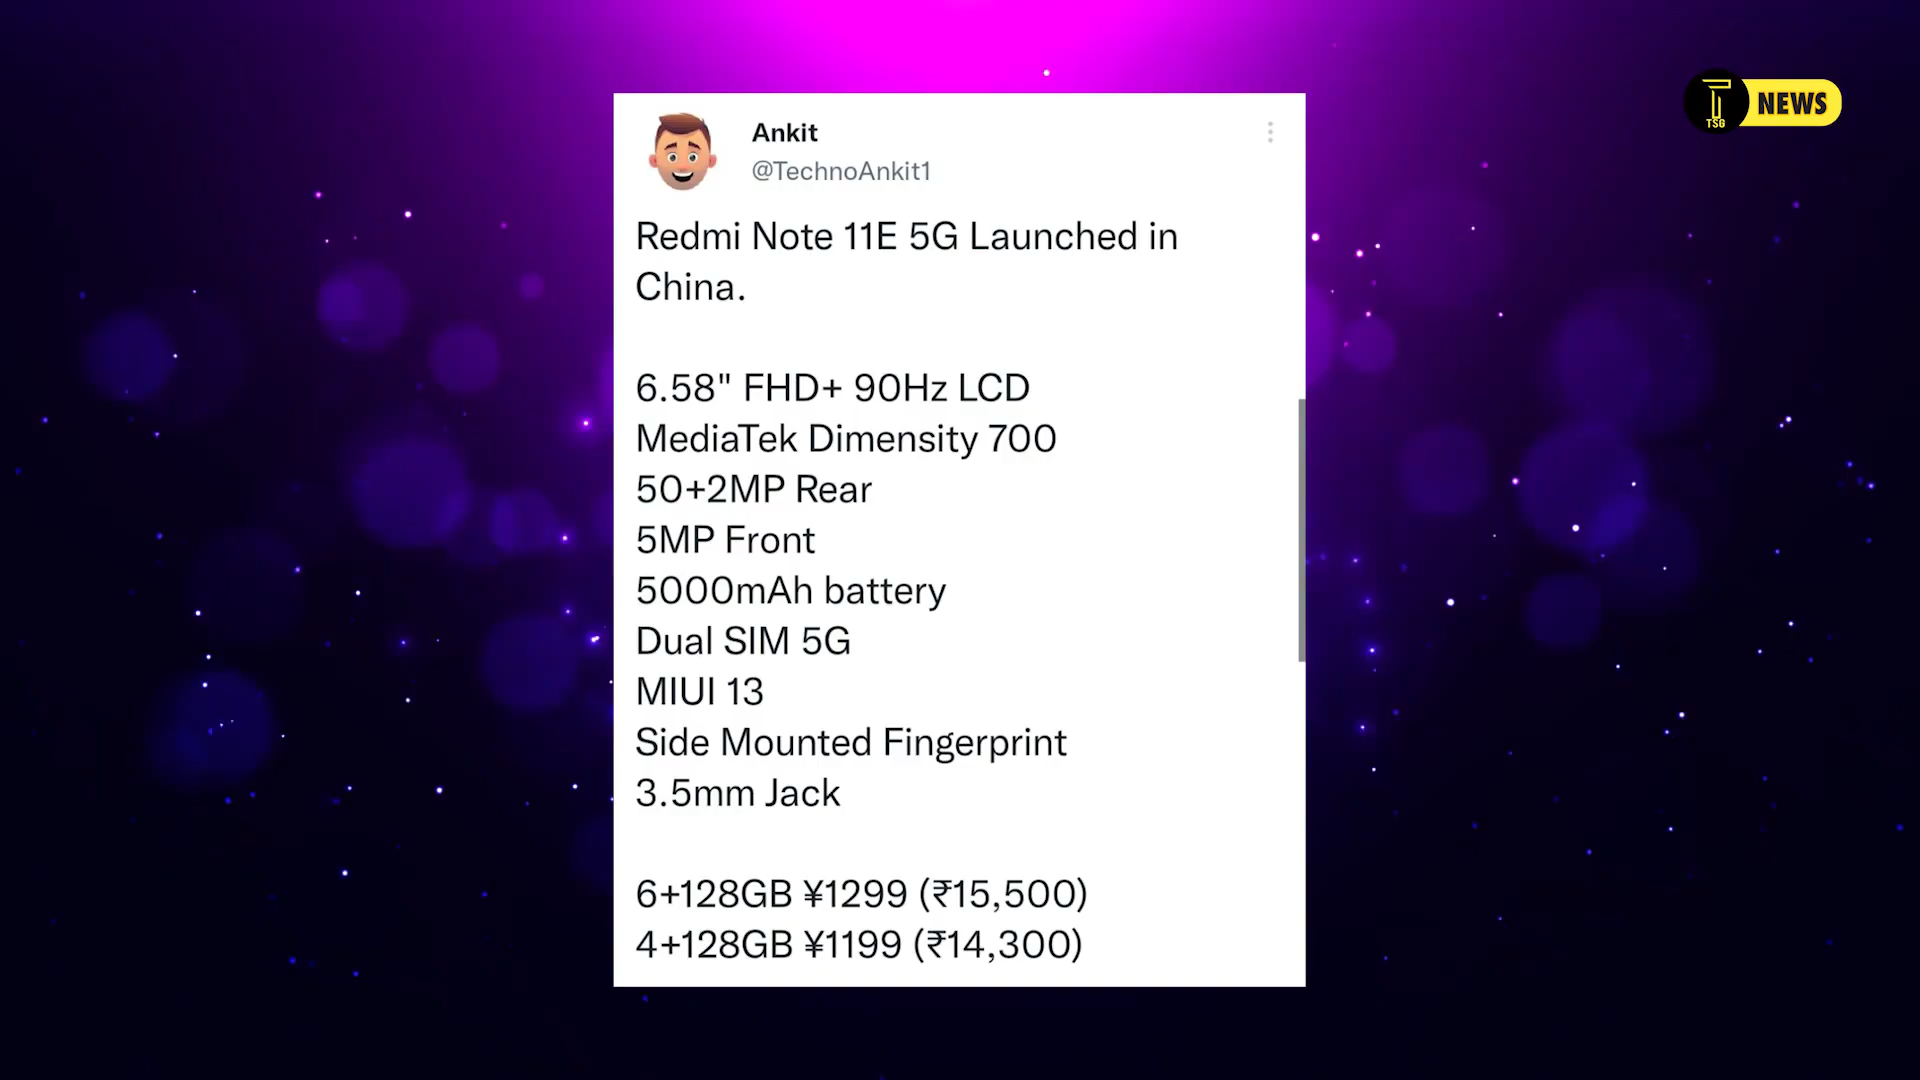 Ankit
@TechnoAnkit1
TSG
NEWS
Redmi Note 11E 5G Launched in
China.
6.58" FHD+ 90Hz LCD
MediaTek Dimensity 700
50+2MP Rear
5MP Front
5000mAh battery
Dual SIM 5G
MIUI 13
Side Mounted Fingerprint
3.5mm Jack
6+128GB ¥1299 (₹15,500)
4+128GB ¥1199 (₹14,300)